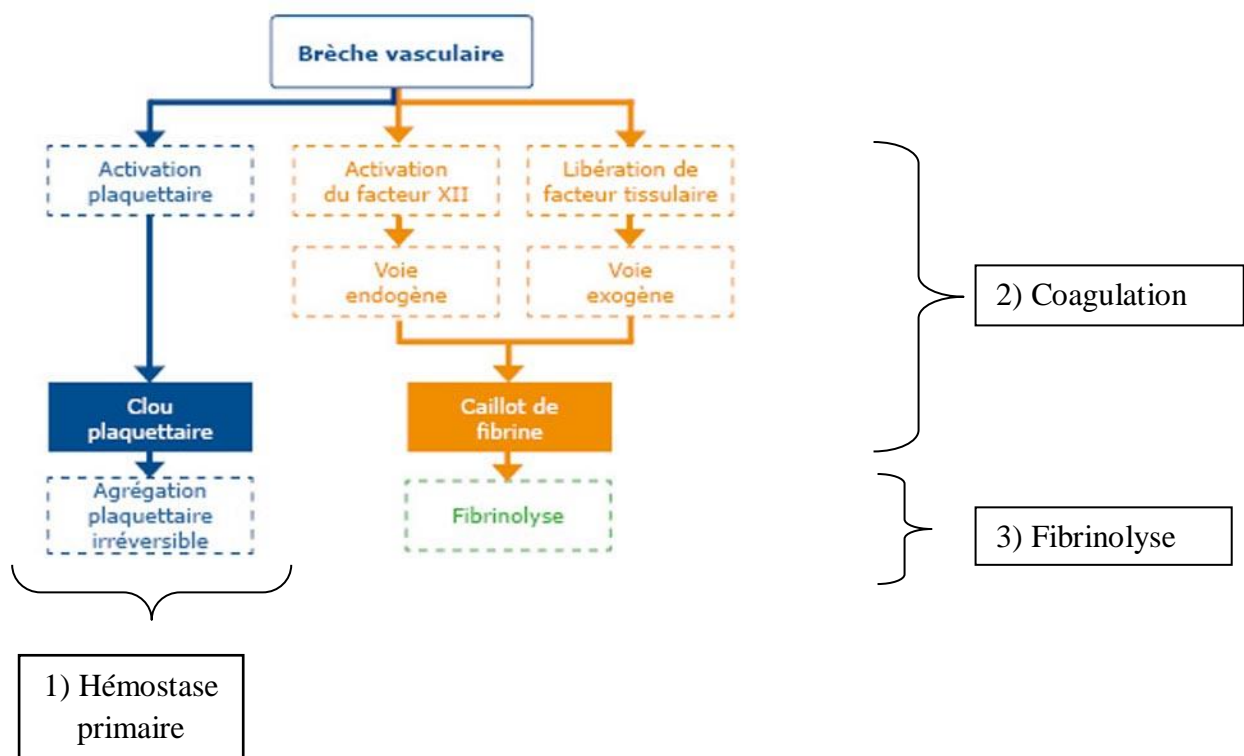 Brèche vasculaire
Activation
plaquettaire
Activation
du facteur XII
Libération de
facteur tissulaire
Voie
endogène
Voie
exogène
2) Coagulation
Clou
plaquettaire
Caillot de
fibrine
Agrégation
plaquettaire
irréversible
Fibrinolyse
3) Fibrinolyse
1) Hémostase
primaire